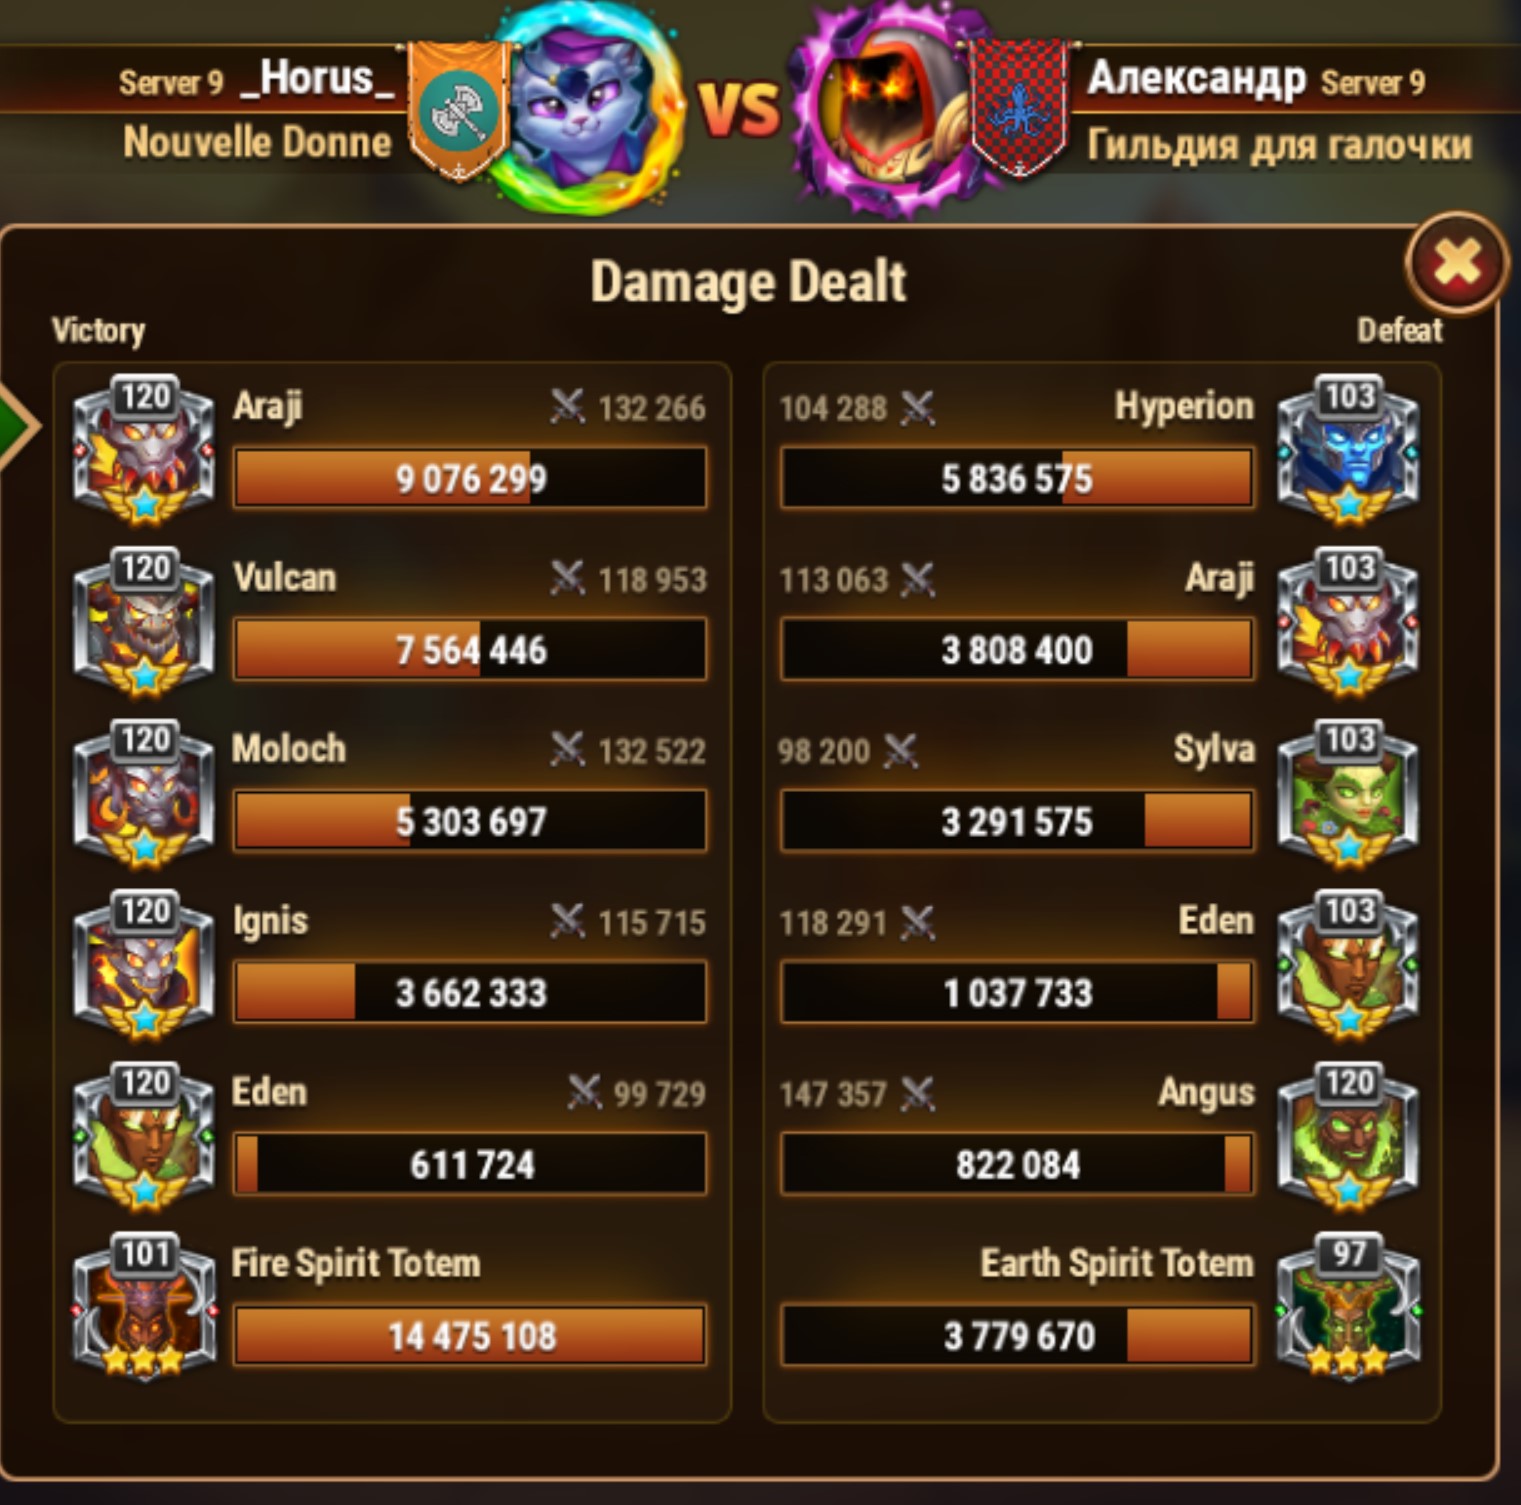 Server 9 _Horus_
Nouvelle Donne
VS
Александр Server 9
Гильдия для галочки
Damage Dealt
Victory
Defeat
120 Araji 132 266
9 076 299
120 Vulcan 118 953
7 564 446
120 Moloch 132 522
5 303 697
120 Ignis 115 715
3 662 333
120 Eden 99 729
611 724
101 Fire Spirit Totem
14 475 108
104 288 Hyperion 103
5 836 575
113 063 Araji 103
3 808 400
98 200 Sylva 103
3 291 575
118 291 Eden 103
1 037 733
147 357 Angus 120
822 084
Earth Spirit Totem 97
3 779 670